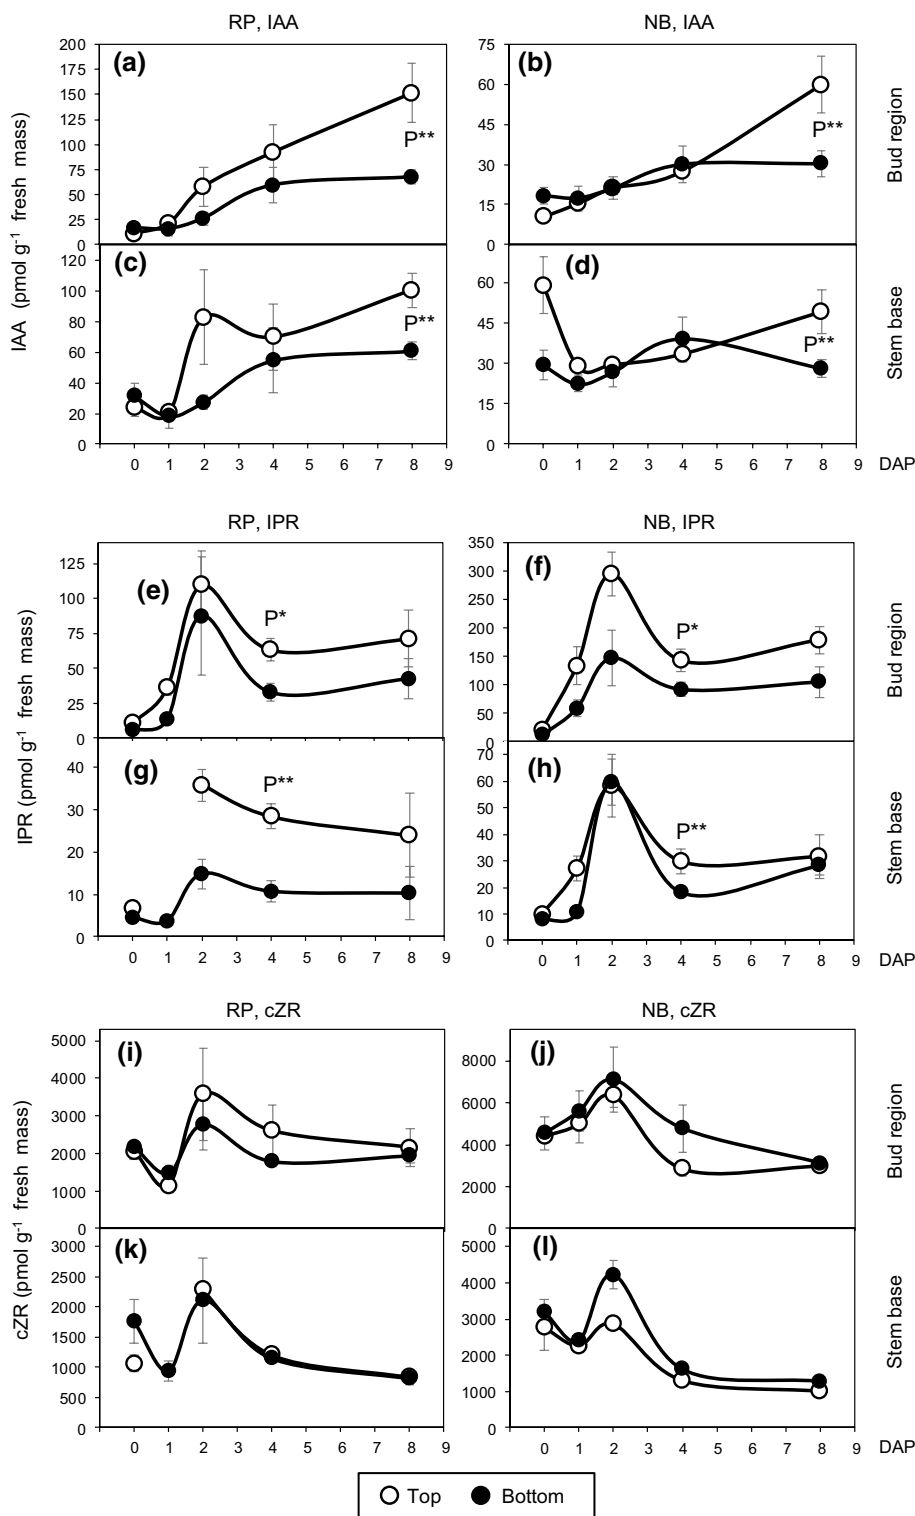 RP, IAA
NB, IAA
IAA (pmol g-1 fresh mass)
(a)
200
175
150
125
100
75
50
25
0
P**
(b)
75
60
45
30
15
0
P**
Bud region
(c)
120
100
80
60
40
20
0
P**
(d)
60
45
30
15
0
P**
Stem base
0 1 2 3 4 5 6 7 8 9
0 1 2 3 4 5 6 7 8 9
DAP
RP, IPR
NB, IPR
IPR (pmol g-1 fresh mass)
(e)
125
100
75
50
25
0
P*
(f)
350
300
250
200
150
100
50
0
P*
Bud region
(g)
40
30
20
10
0
P**
(h)
70
60
50
40
30
20
10
0
P**
Stem base
0 1 2 3 4 5 6 7 8 9
0 1 2 3 4 5 6 7 8 9
DAP
RP, cZR
NB, cZR
cZR (pmol g-1 fresh mass)
(i)
5000
4000
3000
2000
1000
0
(j)
8000
6000
4000
2000
0
Bud region
(k)
3000
2500
2000
1500
1000
500
0
(l)
5000
4000
3000
2000
1000
0
Stem base
0 1 2 3 4 5 6 7 8 9
0 1 2 3 4 5 6 7 8 9
DAP
Top Bottom